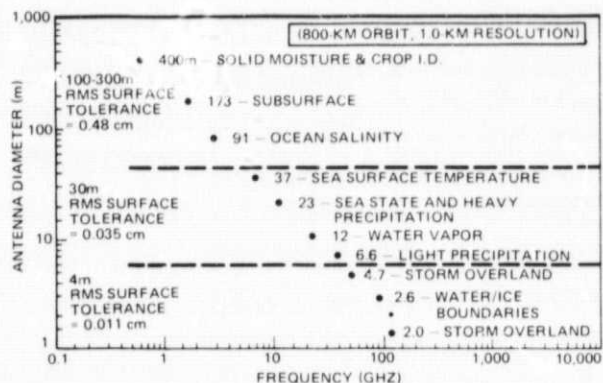 (800-KM ORBIT, 1.0-KM RESOLUTION)
1,000
100
10
1
ANTENNA DIAMETER (m)
400m – SOLID MOISTURE & CROP I.D.
100-300m
RMS SURFACE
TOLERANCE
= 0.48 cm
173 – SUBSURFACE
91 – OCEAN SALINITY
37 – SEA SURFACE TEMPERATURE
30m
RMS SURFACE
TOLERANCE
= 0.035 cm
23 – SEA STATE AND HEAVY
PRECIPITATION
12 – WATER VAPOR
6.6 – LIGHT PRECIPITATION
4m
RMS SURFACE
TOLERANCE
= 0.011 cm
4.7 – STORM OVERLAND
2.6 – WATER/ICE
BOUNDARIES
2.0 – STORM OVERLAND
0.1 1 10 100 1,000 10,000
FREQUENCY (GHZ)